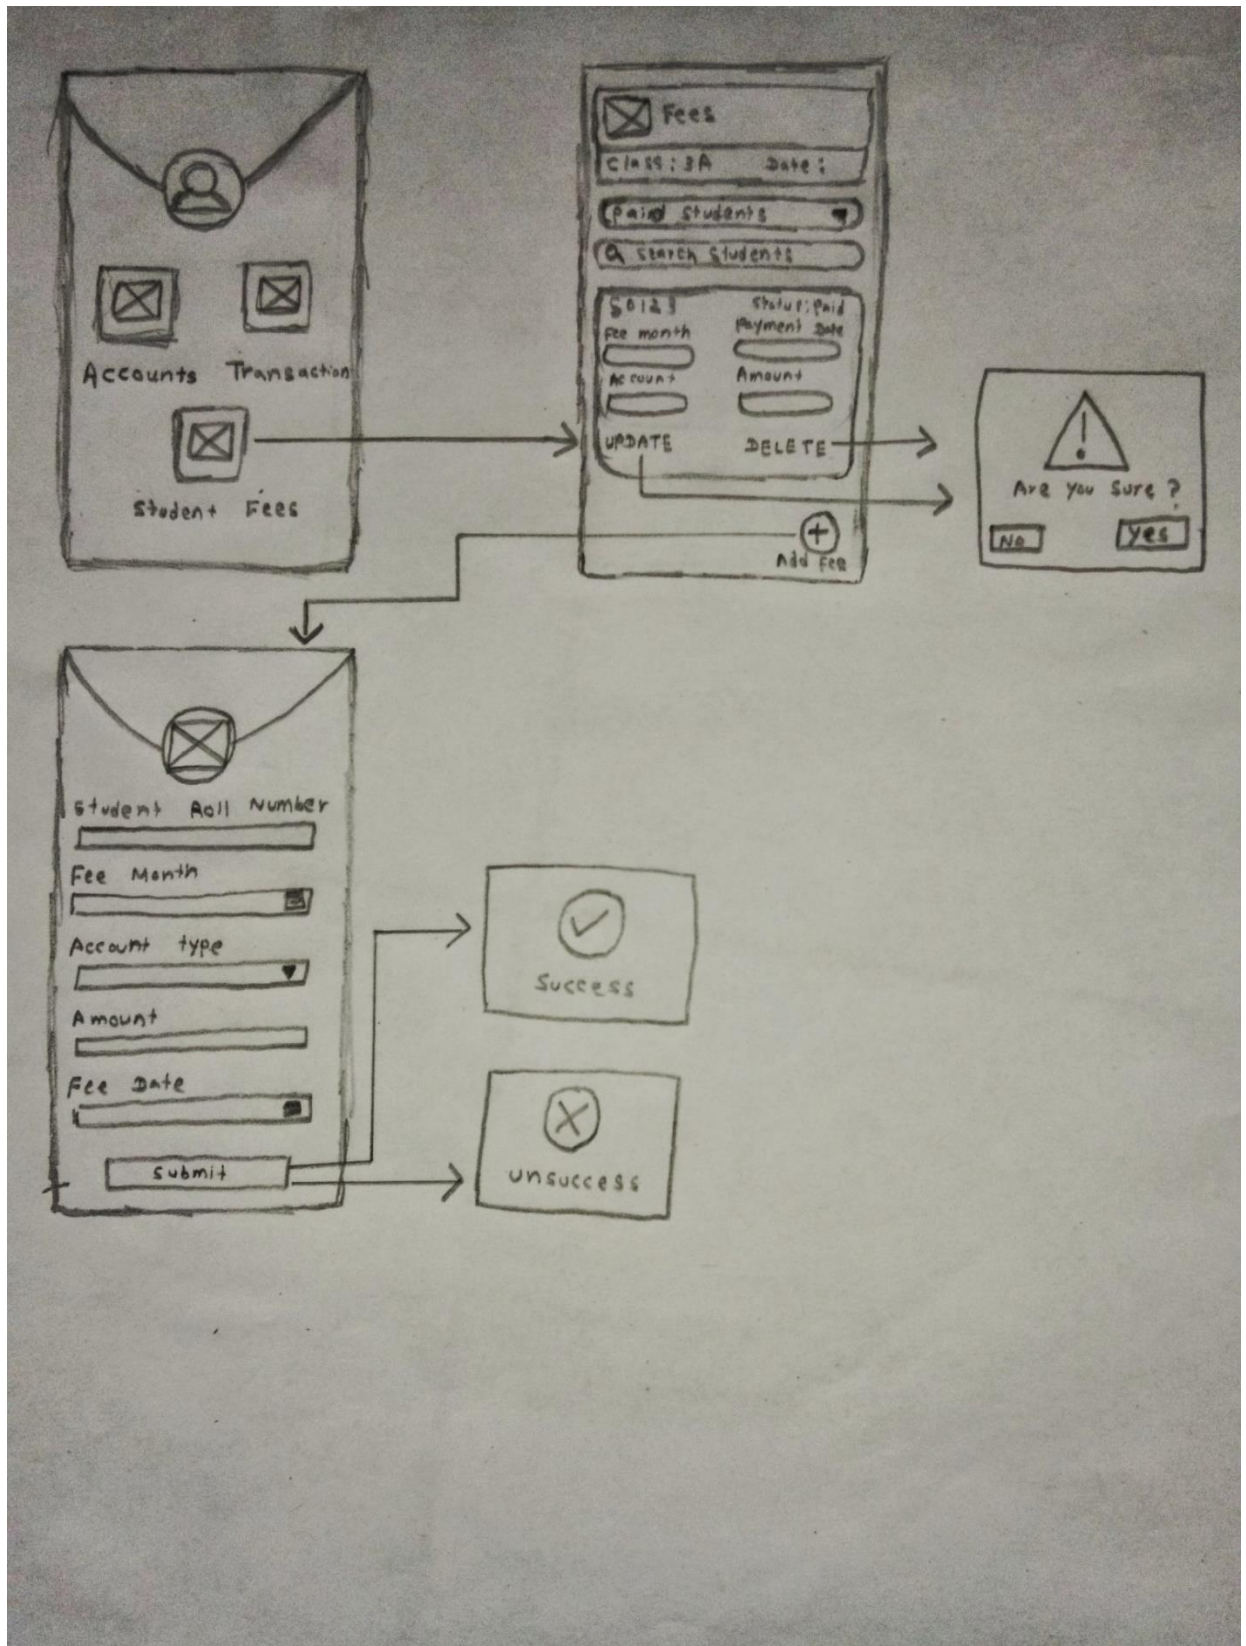 Accounts Transaction
Student Fees
Fees
Class: 3A Date:
Paid Students
Search Students
S0123 Status: Paid
Fee month Payment Date
Account Amount
UPDATE DELETE
Add Fee
Are you sure?
No Yes
Student Roll Number
Fee Month
Account type
Amount
Fee Date
Submit
Success
Unsuccess